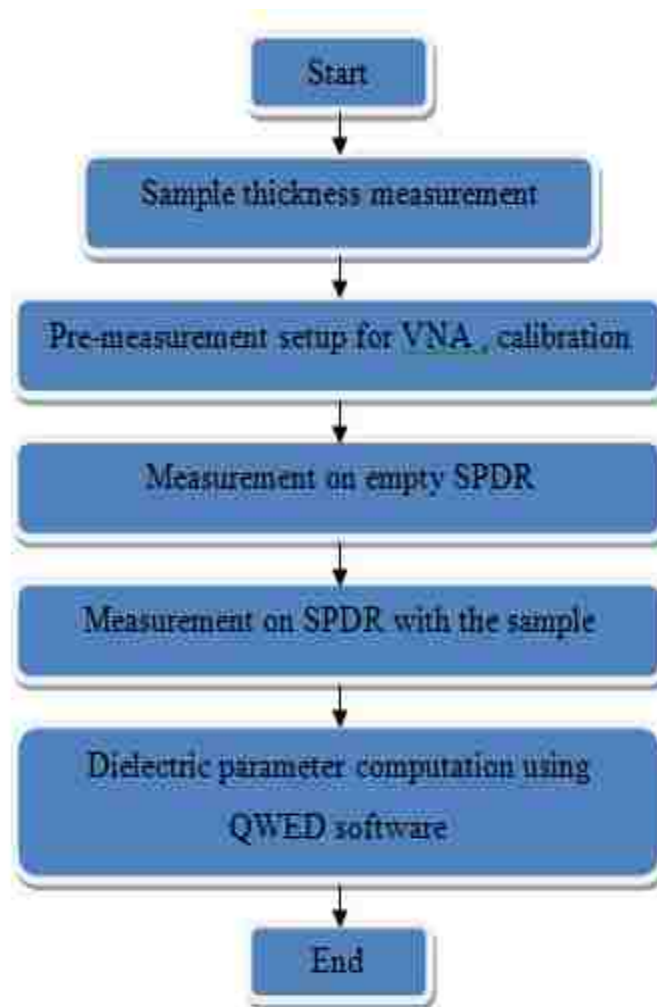 Start
Sample thickness measurement
Pre-measurement setup for VNA , calibration
Measurement on empty SPDR
Measurement on SPDR with the sample
Dielectric parameter computation using
QWED software
End